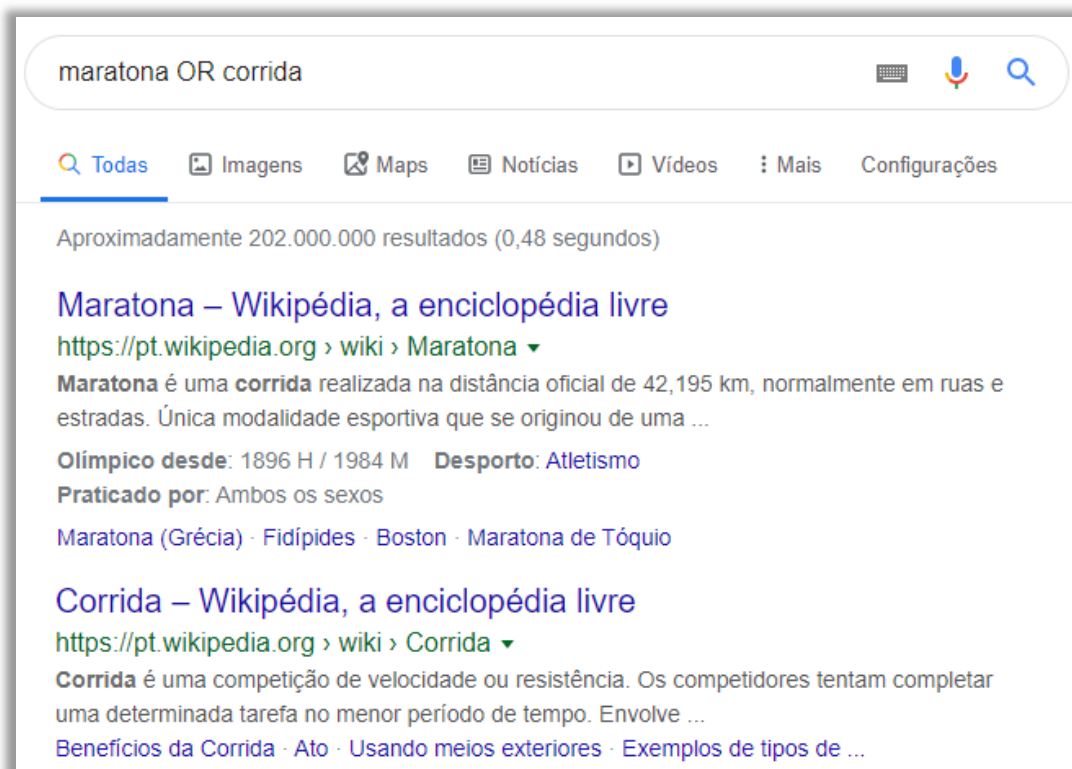 maratona OR corrida
Todas Imagens Maps Notícias Vídeos Mais Configurações
Aproximadamente 202.000.000 resultados (0,48 segundos)
Maratona – Wikipédia, a enciclopédia livre
https://pt.wikipedia.org › wiki › Maratona
Maratona é uma corrida realizada na distância oficial de 42,195 km, normalmente em ruas e
estradas. Única modalidade esportiva que se originou de uma ...
Olímpico desde: 1896 H / 1984 M Desporto: Atletismo
Praticado por: Ambos os sexos
Maratona (Grécia) · Fidípides · Boston · Maratona de Tóquio
Corrida – Wikipédia, a enciclopédia livre
https://pt.wikipedia.org › wiki › Corrida
Corrida é uma competição de velocidade ou resistência. Os competidores tentam completar
uma determinada tarefa no menor período de tempo. Envolve ...
Benefícios da Corrida · Ato · Usando meios exteriores · Exemplos de tipos de ...